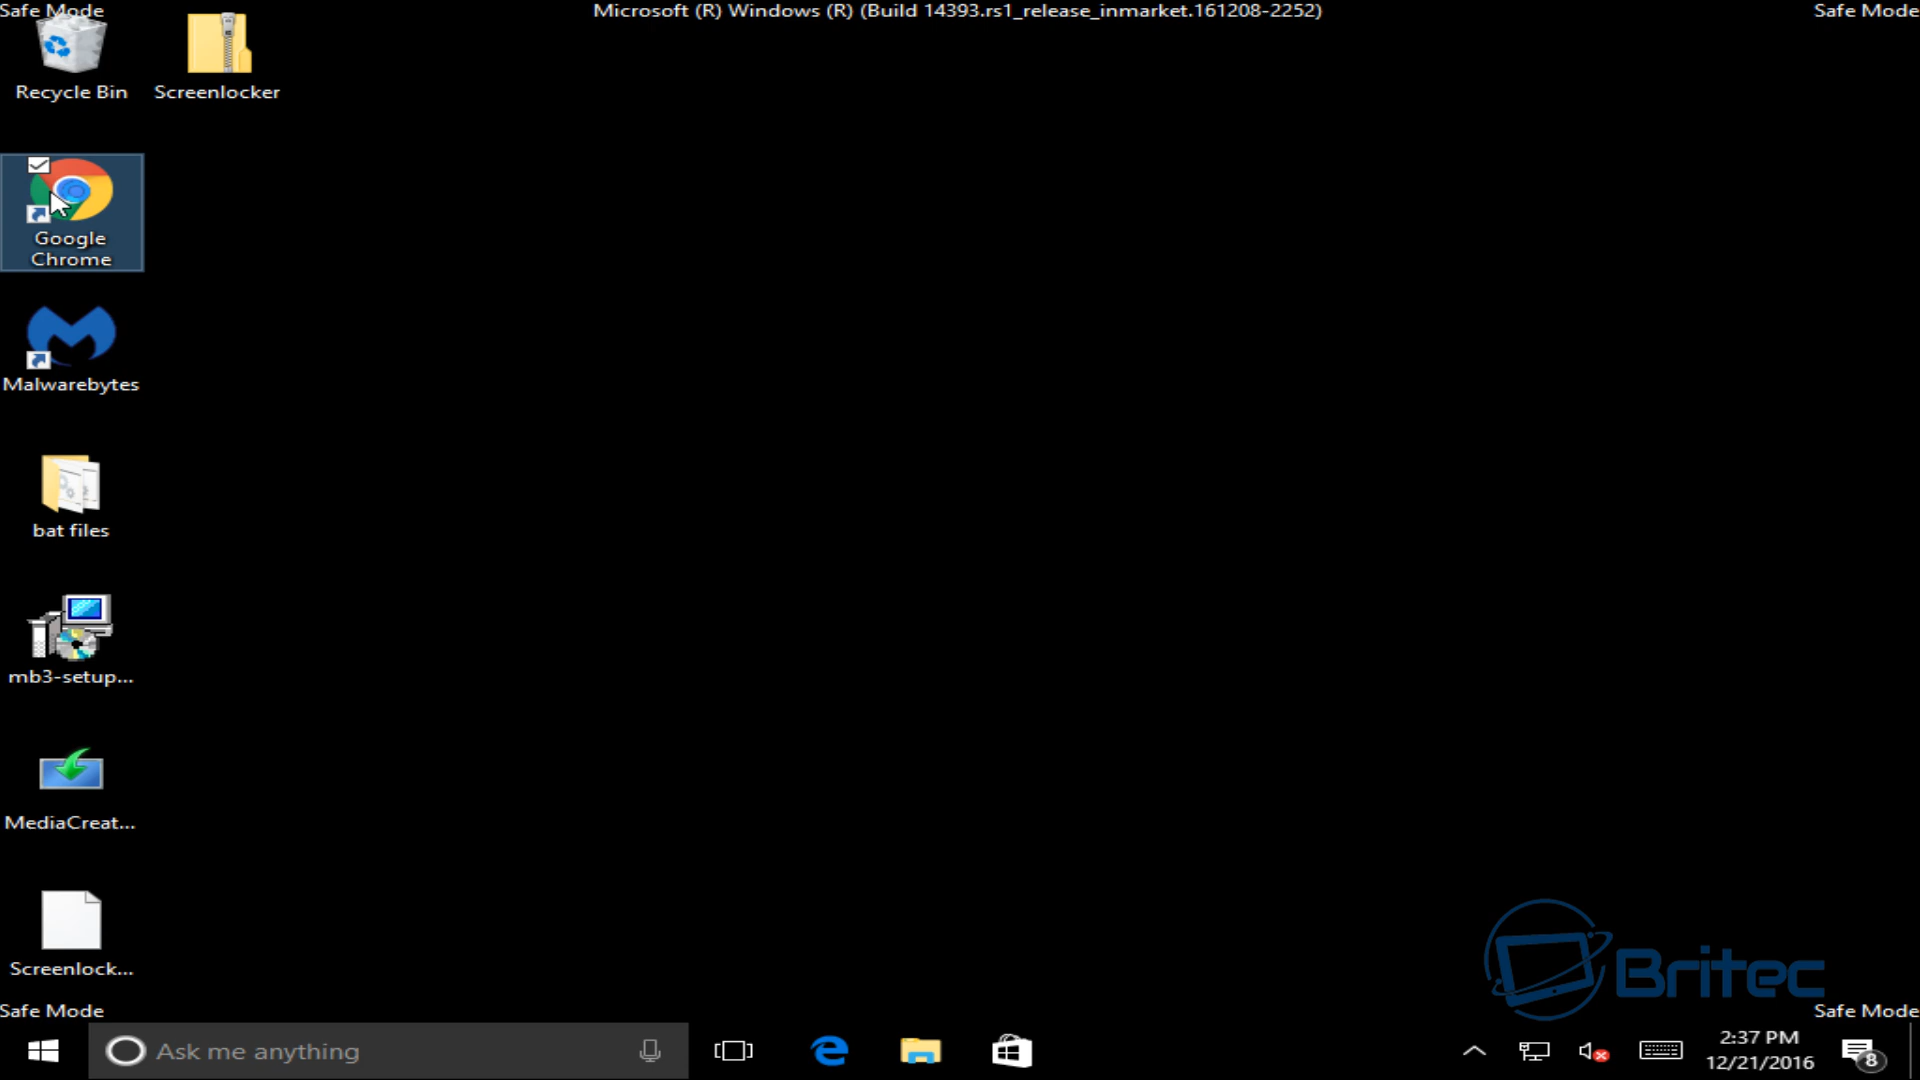 Safe Mode
Microsoft (R) Windows (R) (Build 14393.rs1_release_inmarket.161208-2252)
Safe Mode
Recycle Bin
Screenlocker
Google
Chrome
Malwarebytes
bat files
mb3-setup...
MediaCreat...
Screenlock...
Britec
Safe Mode
Safe Mode
Ask me anything
2:37 PM
12/21/2016
8